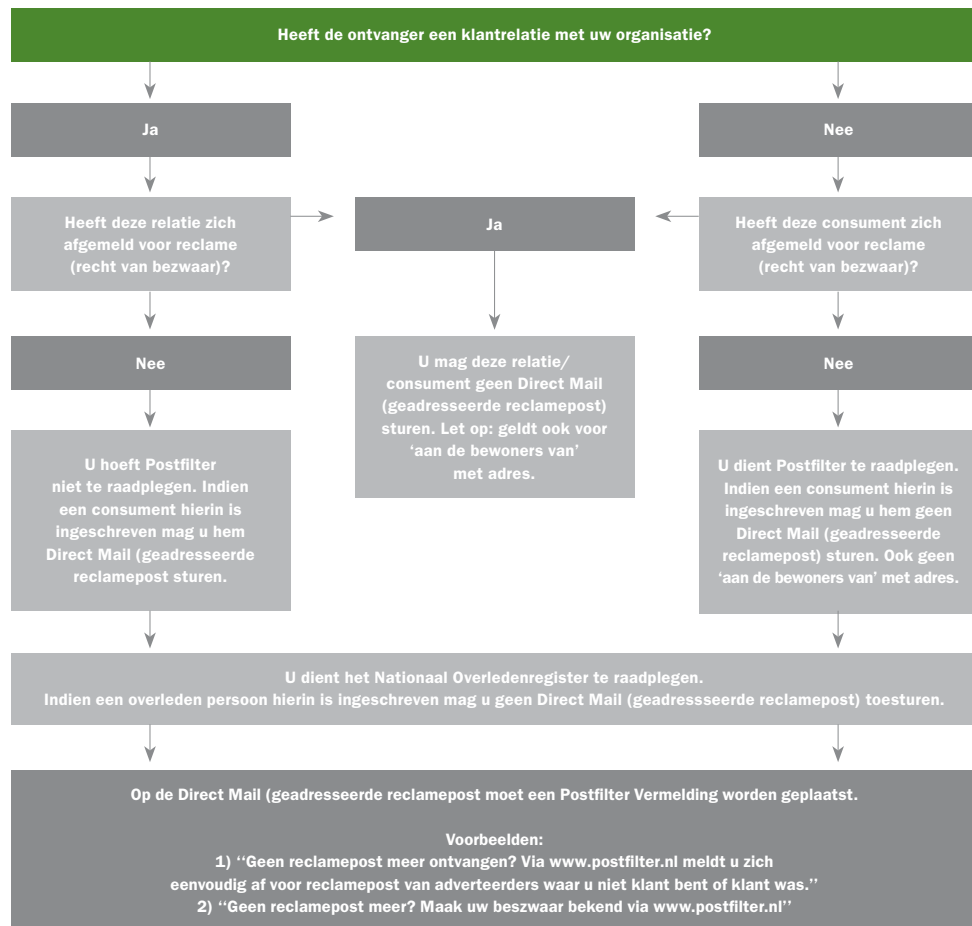 Heeft de ontvanger een klantrelatie met uw organisatie?
Ja
Nee
Heeft deze relatie zich
afgemeld voor reclame
(recht van bezwaar)?
Ja
Heeft deze consument zich
afgemeld voor reclame
(recht van bezwaar)?
Nee
U mag deze relatie/
consument geen Direct Mail
(geadresseerde reclamepost)
sturen. Let op: geldt ook voor
‘aan de bewoners van’
met adres.
Nee
U hoeft Postfilter
niet te raadplegen. Indien
een consument hierin is
ingeschreven mag u hem
Direct Mail (geadresseerde
reclamepost sturen.
U dient Postfilter te raadplegen.
Indien een consument hierin is
ingeschreven mag u hem geen
Direct Mail (geadresseerde
reclamepost) sturen. Ook geen
‘aan de bewoners van’ met adres.
U dient het Nationaal Overledenregister te raadplegen.
Indien een overleden persoon hierin is ingeschreven mag u geen Direct Mail (geadressseerde reclamepost) toesturen.
Op de Direct Mail (geadresseerde reclamepost moet een Postfilter Vermelding worden geplaatst.
Voorbeelden:
1) ‘‘Geen reclamepost meer ontvangen? Via www.postfilter.nl meldt u zich
eenvoudig af voor reclamepost van adverteerders waar u niet klant bent of klant was.’’
2) ‘‘Geen reclamepost meer? Maak uw beszwaar bekend via www.postfilter.nl’’